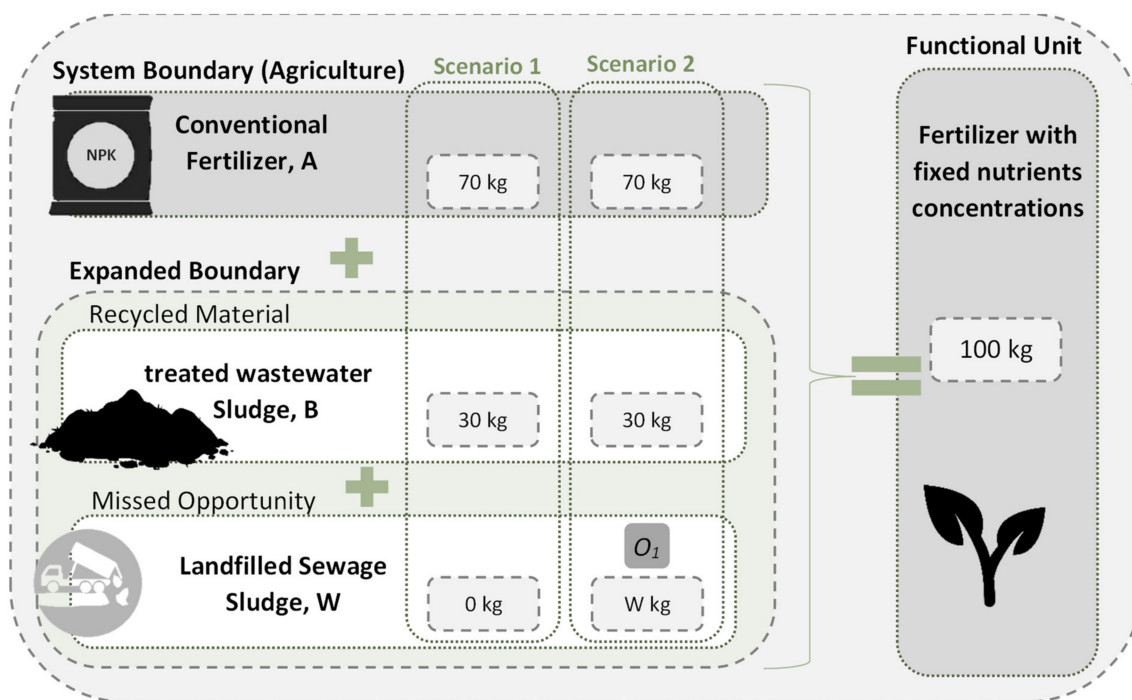 Functional Unit
System Boundary (Agriculture)
Scenario 1
Scenario 2
NPK
Conventional
Fertilizer, A
70 kg
70 kg
Fertilizer with
fixed nutrients
concentrations
Expanded Boundary
Recycled Material
treated wastewater
Sludge, B
30 kg
30 kg
100 kg
Missed Opportunity
Landfilled Sewage
Sludge, W
0 kg
O₁
W kg